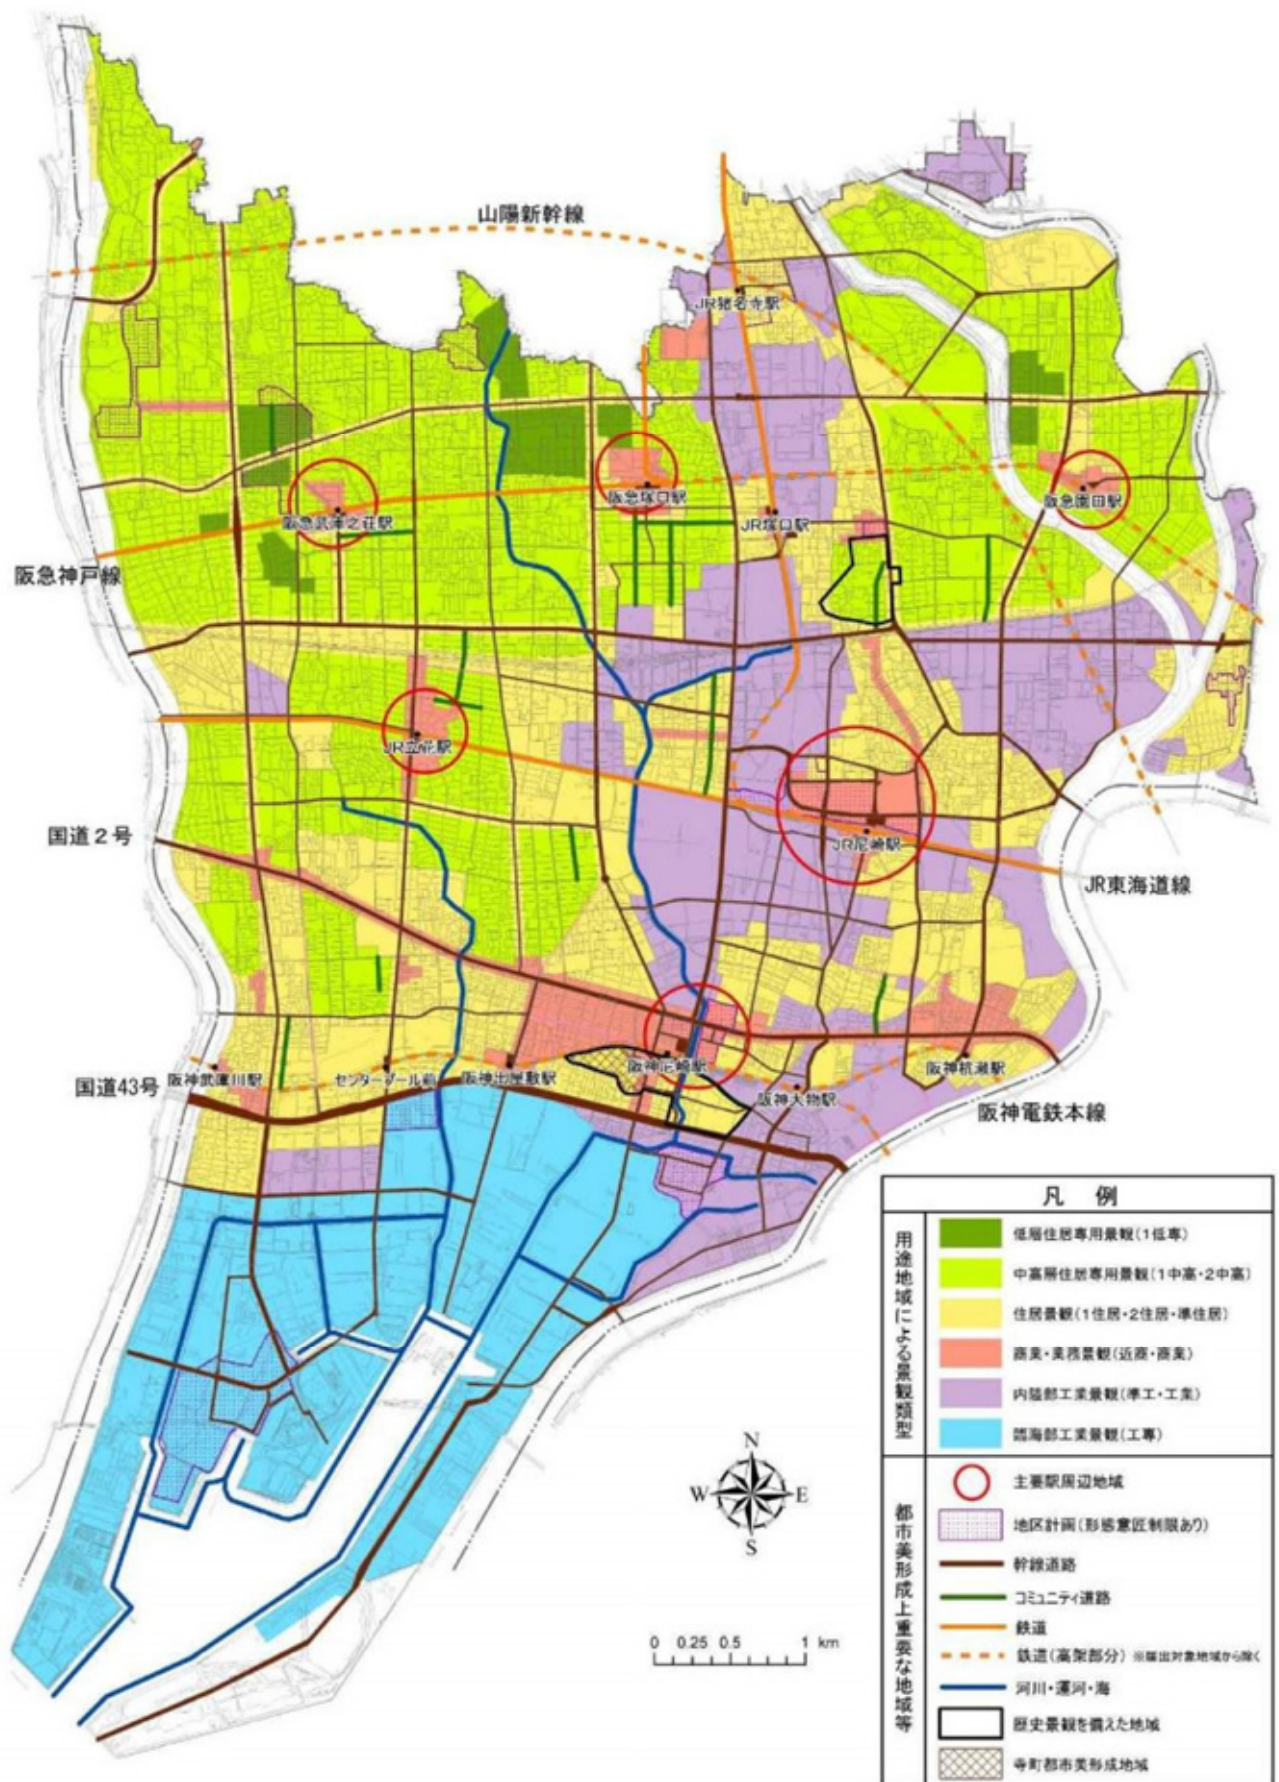 山陽新幹線
JR猪名寺駅
阪急塚口駅
阪急園田駅
阪急武庫之荘駅
JR塚口駅
阪急神戸線
JR立花駅
国道2号
JR尼崎駅
JR東海道線
阪神尼崎駅
阪神杭瀬駅
阪神武庫川駅
センタープール前
阪神出屋敷駅
国道43号
阪神大物駅
阪神電鉄本線
凡 例
用途地域による景観類型
低層住居専用景観(1低専)
中高層住居専用景観(1中高・2中高)
住居景観(1住居・2住居・準住居)
商業・業務景観(近商・商業)
内陸部工業景観(準工・工業)
臨海部工業景観(工専)
都市美形成上重要な地域等
主要駅周辺地域
地区計画(形態意匠制限あり)
幹線道路
コミュニティ道路
鉄道
鉄道(高架部分) ※届出対象地域から除く
河川・運河・海
歴史景観を備えた地域
寺町都市美形成地域
N
W E
S
0 0.25 0.5 1 km